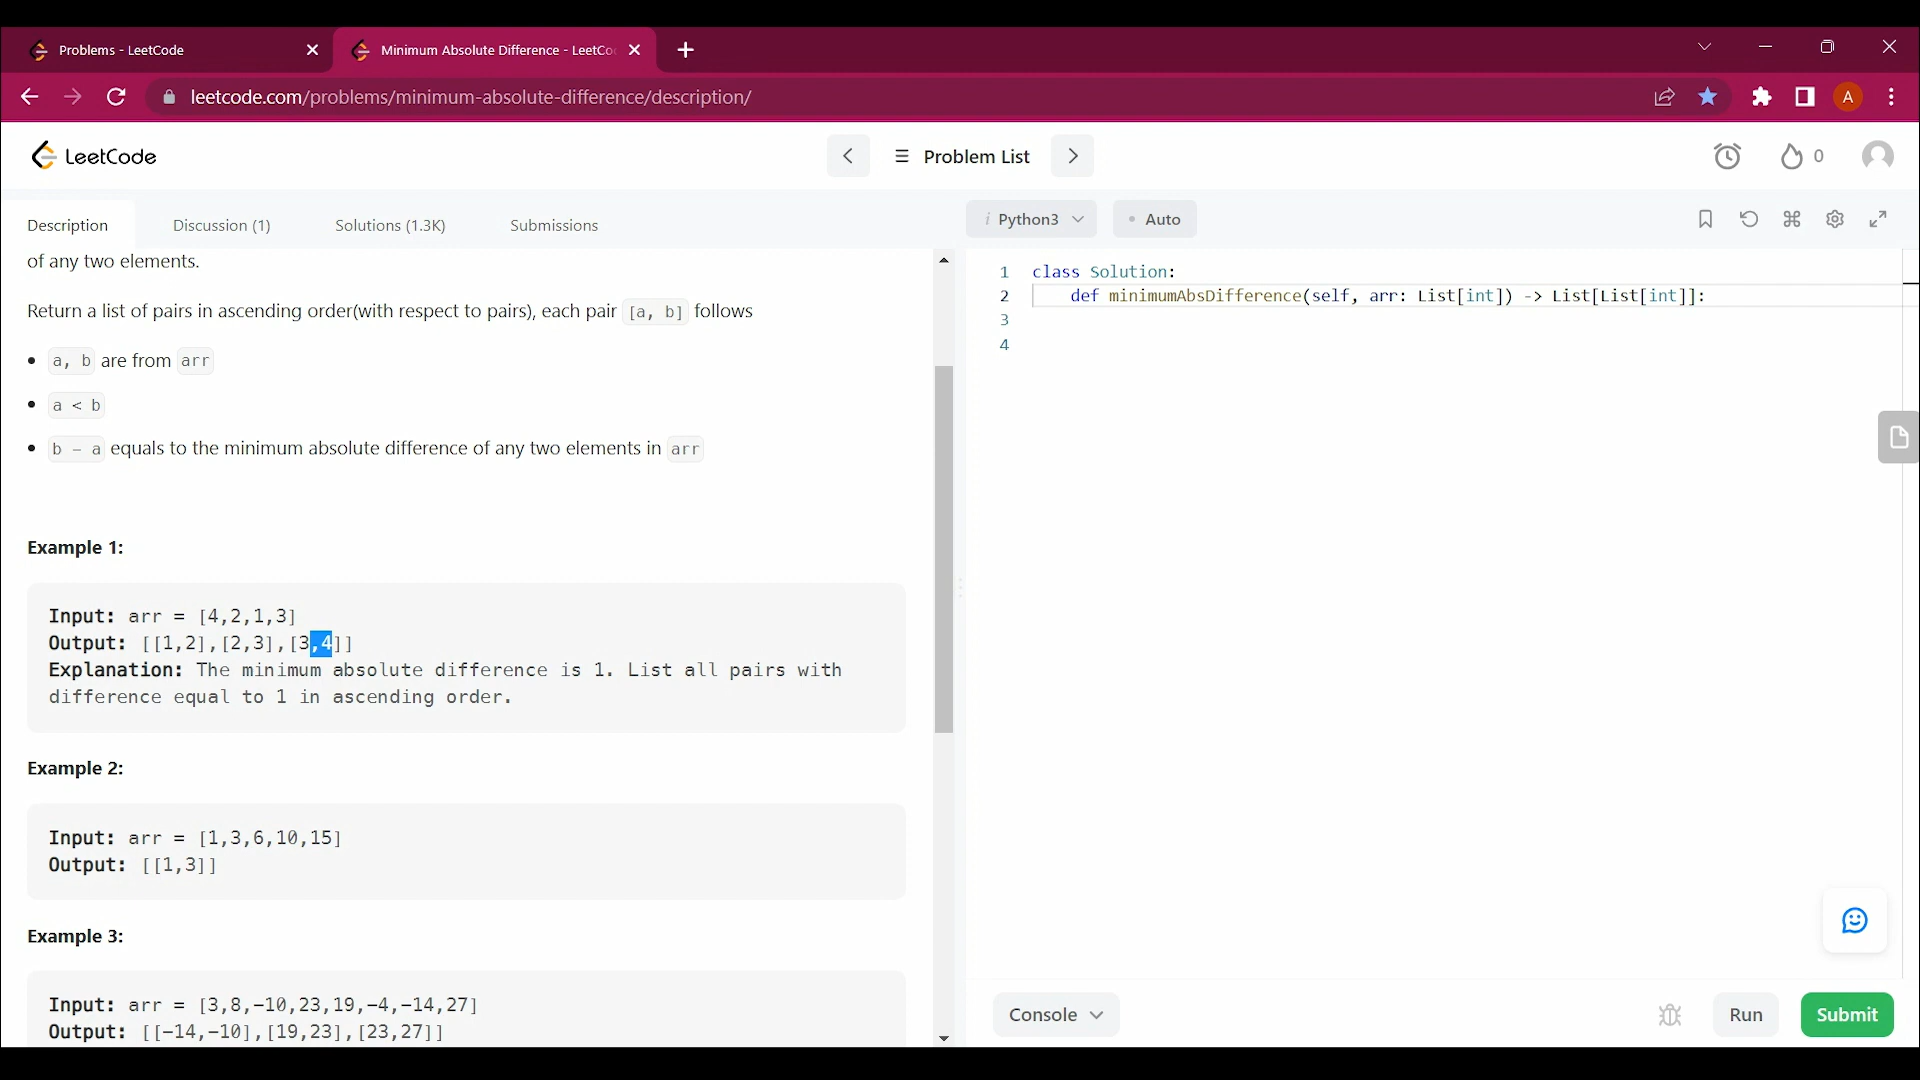 Problems - LeetCode
Minimum Absolute Difference - LeetCo
leetcode.com/problems/minimum-absolute-difference/description/
A
LeetCode
Problem List
0
Description
Discussion (1)
Solutions (1.3K)
Submissions
i Python3
Auto
of any two elements.
Return a list of pairs in ascending order(with respect to pairs), each pair [a, b] follows
• a, b are from arr
• a < b
• b - a equals to the minimum absolute difference of any two elements in arr
Example 1:
Input: arr = [4,2,1,3]
Output: [[1,2],[2,3],[3,4]]
Explanation: The minimum absolute difference is 1. List all pairs with
difference equal to 1 in ascending order.
Example 2:
Input: arr = [1,3,6,10,15]
Output: [[1,3]]
Example 3:
Input: arr = [3,8,-10,23,19,-4,-14,27]
Output: [[-14,-10],[19,23],[23,27]]
1 class Solution:
2 def minimumAbsDifference(self, arr: List[int]) -> List[List[int]]:
3
4
Console
Run
Submit